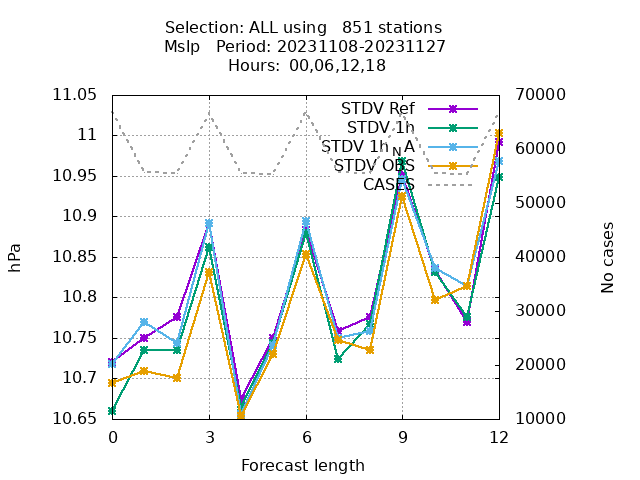 Selection: ALL using   851 stations
Mslp   Period: 20231108-20231127
Hours: 00,06,12,18
11.05
11
10.95
10.9
10.85
10.8
10.75
10.7
10.65
70000
60000
50000
40000
30000
20000
10000
STDV Ref
STDV 1h
STDV 1h_NA
STDV OBS
CASES
hPa
No cases
0
3
6
9
12
Forecast length